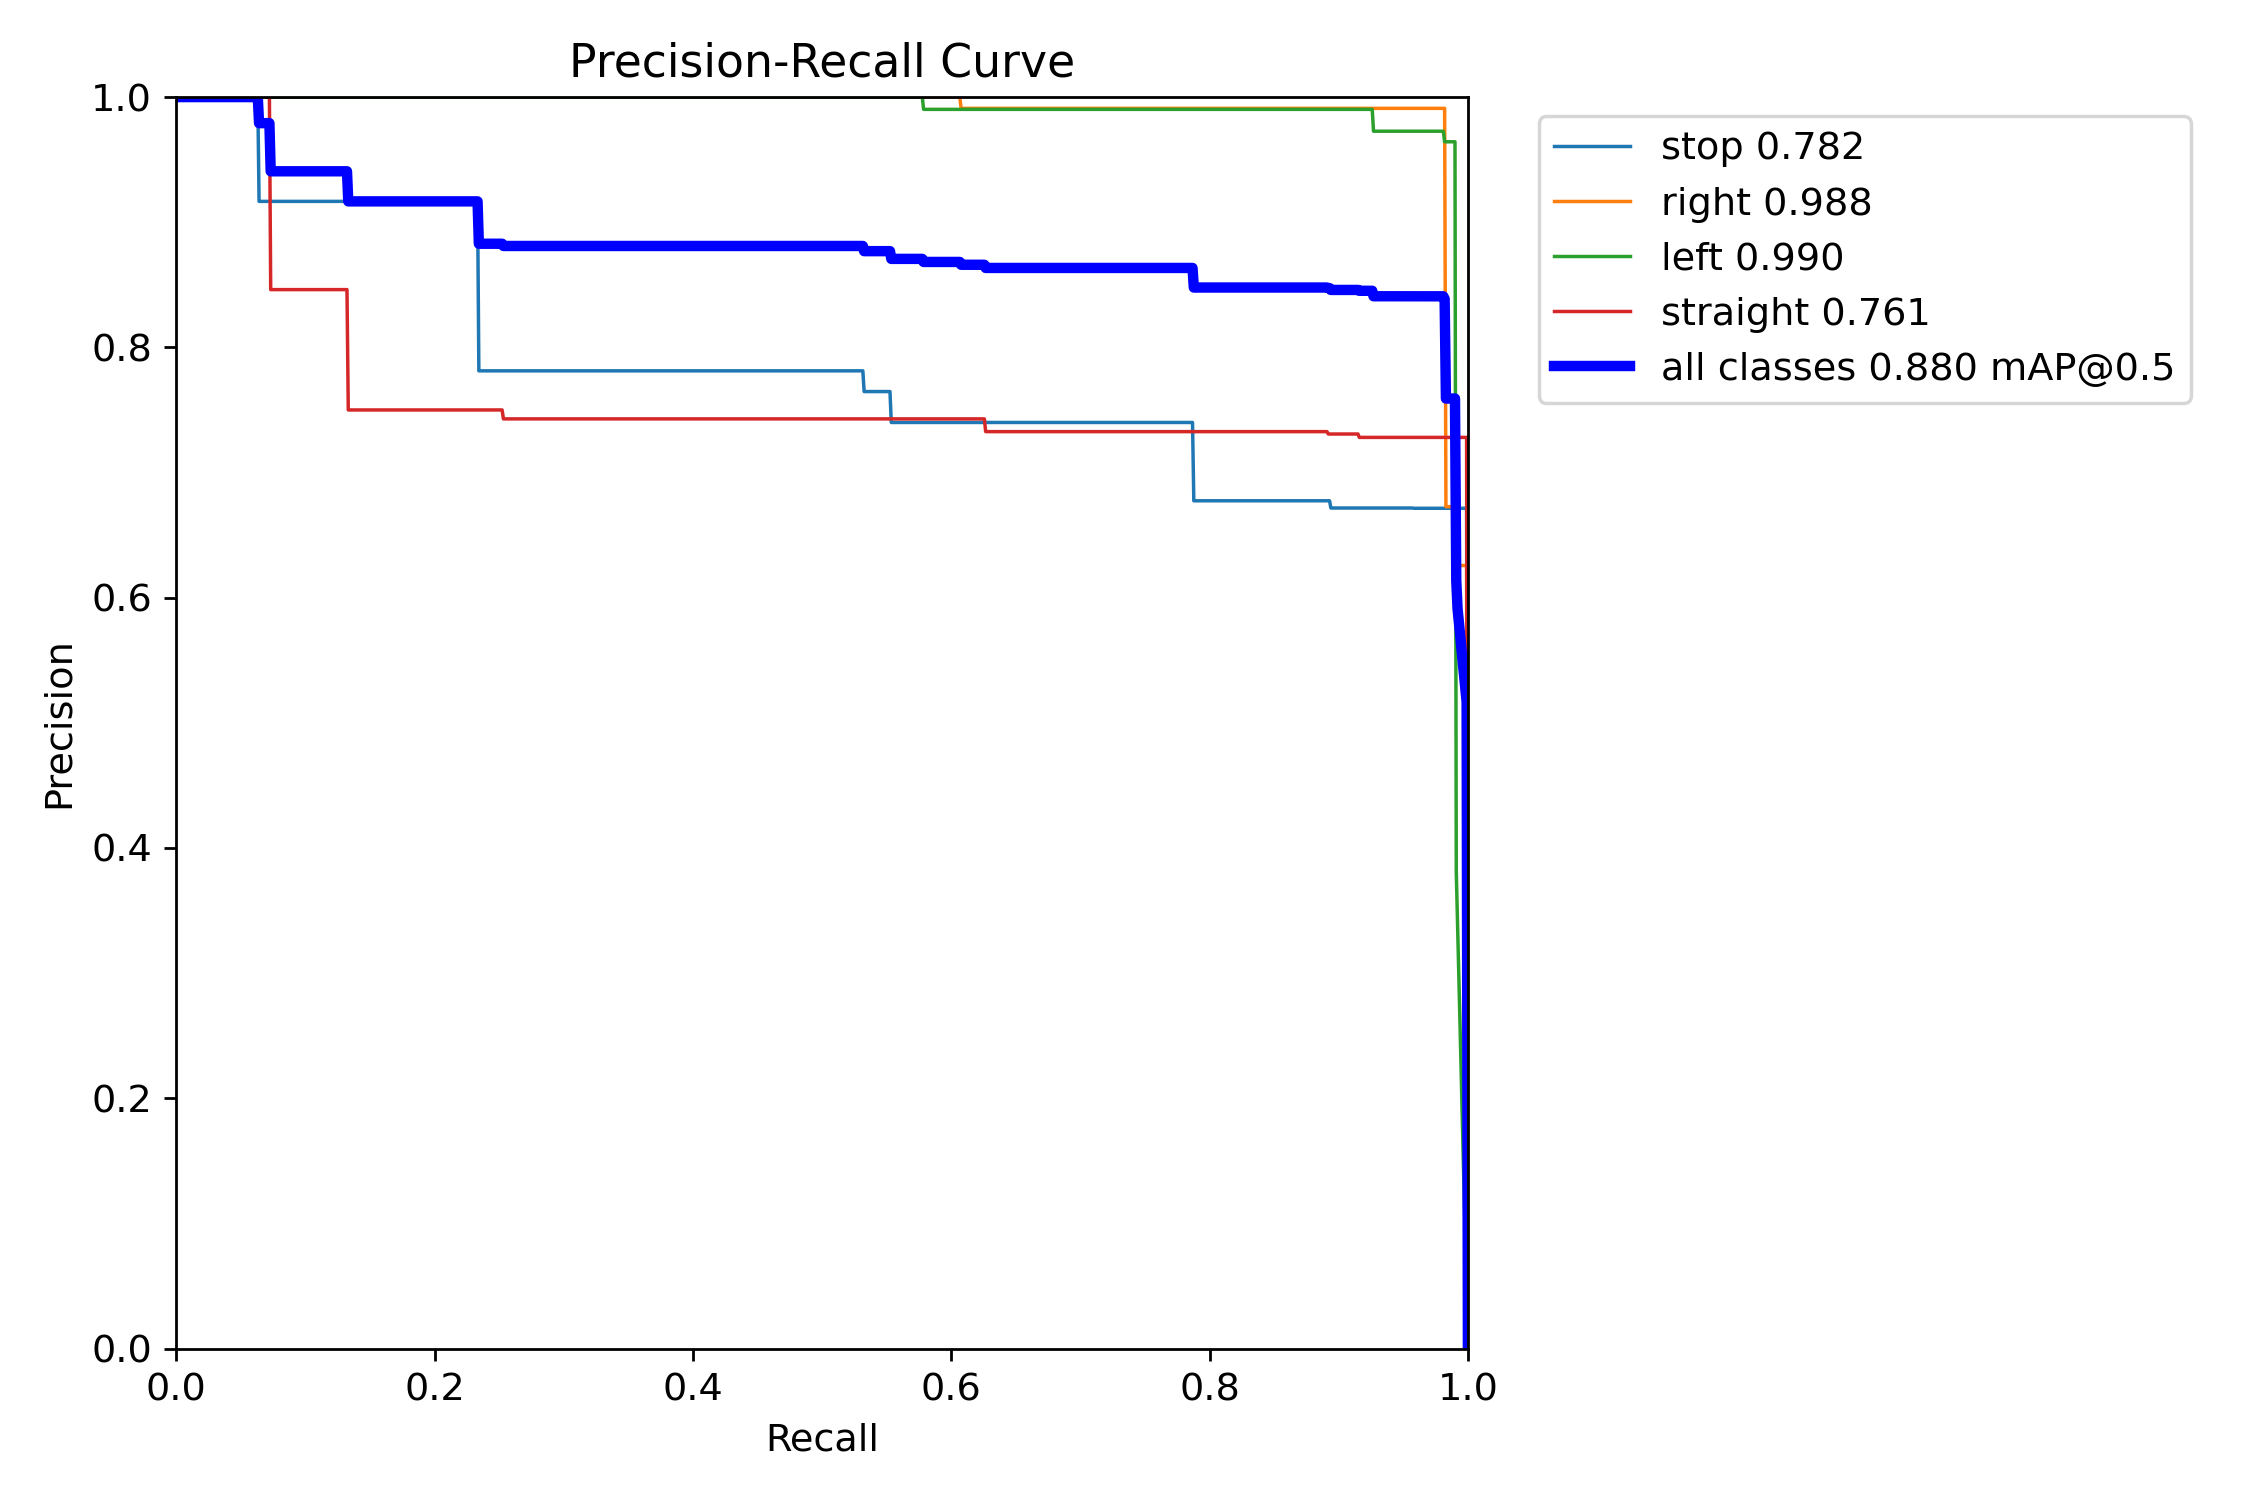 Precision-Recall Curve
1.0
0.8
0.6
0.4
0.2
0.0
Precision
0.0 0.2 0.4 0.6 0.8 1.0
Recall
stop 0.782
right 0.988
left 0.990
straight 0.761
all classes 0.880 mAP@0.5